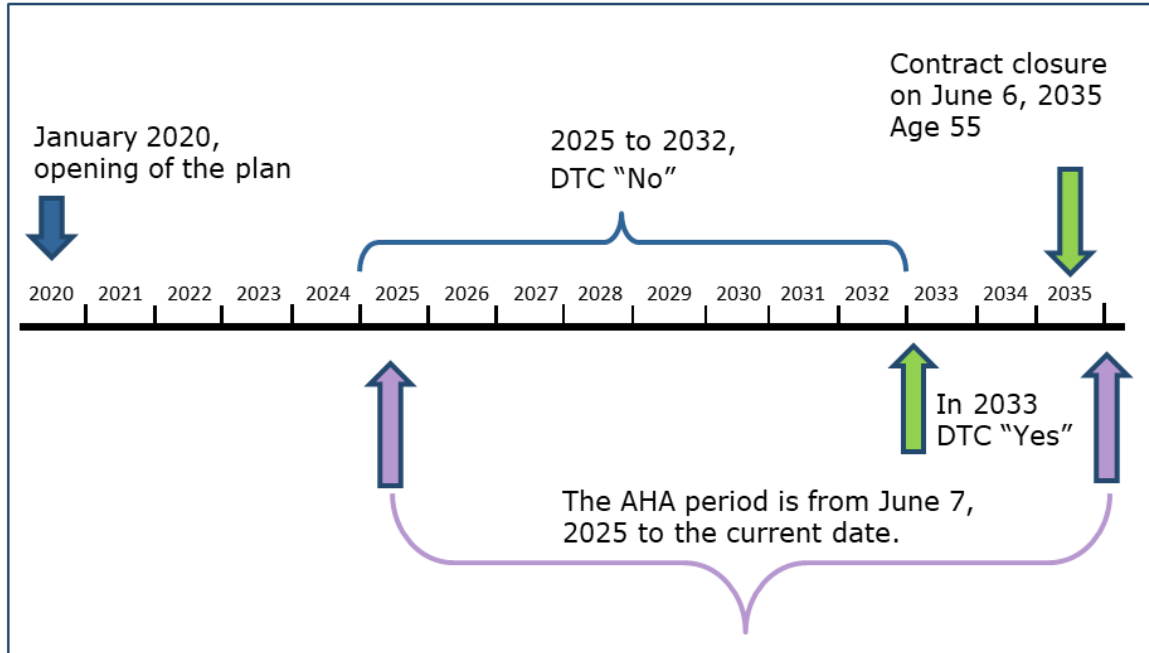 Contract closure
on June 6, 2035
Age 55
January 2020,
opening of the plan
2025 to 2032,
DTC “No”
2020 2021 2022 2023 2024 2025 2026 2027 2028 2029 2030 2031 2032 2033 2034 2035
In 2033
DTC “Yes”
The AHA period is from June 7,
2025 to the current date.